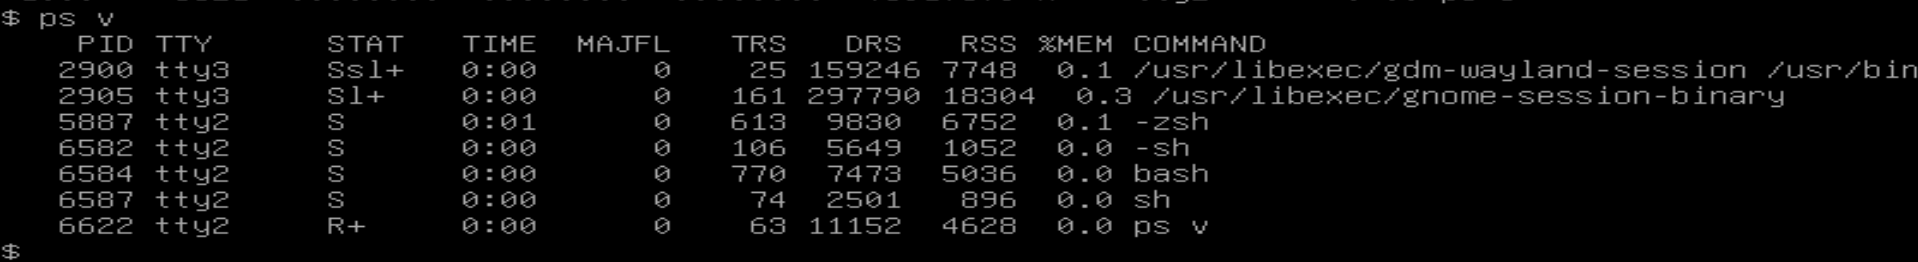 $ ps v
PID TTY STAT TIME MAJFL TRS DRS RSS %MEM COMMAND
2900 tty3 Ssl+ 0:00 0 25 159246 7748 0.1 /usr/libexec/gdm-wayland-session /usr/bin
2905 tty3 Sl+ 0:00 0 161 297790 18304 0.3 /usr/libexec/gnome-session-binary
5887 tty2 S 0:01 0 613 9830 6752 0.1 -zsh
6582 tty2 S 0:00 0 106 5649 1052 0.0 -sh
6584 tty2 S 0:00 0 770 7473 5036 0.0 bash
6587 tty2 S 0:00 0 74 2501 896 0.0 sh
6622 tty2 R+ 0:00 0 63 11152 4628 0.0 ps v
$